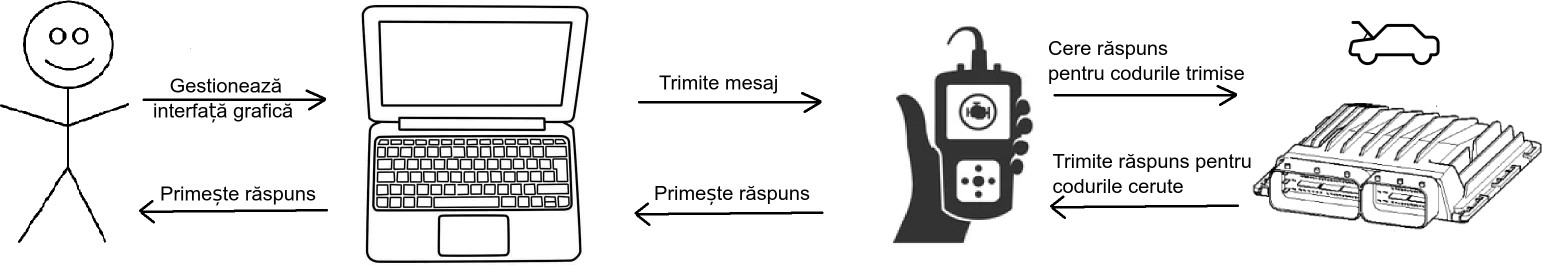 Gestionează
interfață grafică
Primește răspuns
Trimite mesaj
Primește răspuns
Cere răspuns
pentru codurile trimise
Trimite răspuns pentru
codurile cerute